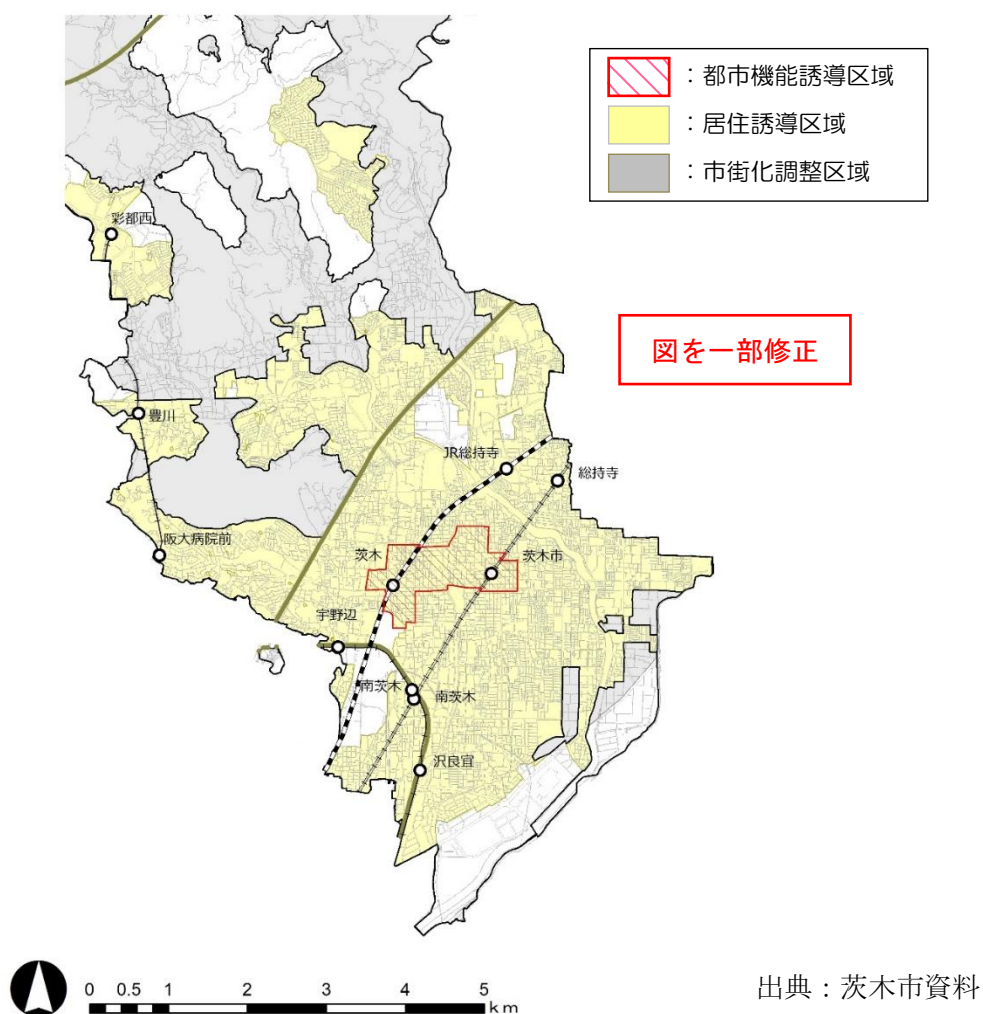 ：都市機能誘導区域
：居住誘導区域
：市街化調整区域
彩都西
図を一部修正
豊川
JR総持寺
総持寺
阪大病院前
茨木
茨木市
宇野辺
南茨木
南茨木
沢良宜
0 0.5 1 2 3 4 5
km
出典：茨木市資料